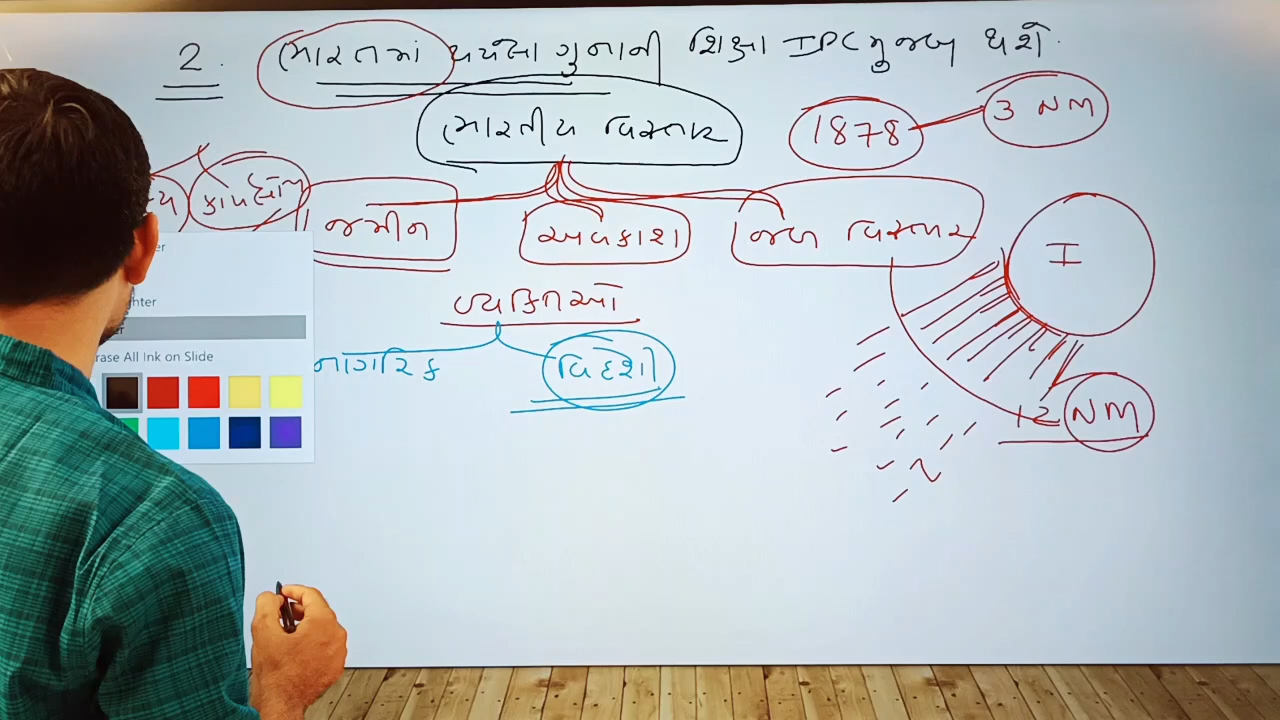 2. ભારતમાં થયેલા ગુનાની શિક્ષા IPC મુજબ થશે.
ભારતીય વિસ્તાર
1878 3 NM
જમીન અવકાશ જળ વિસ્તાર
I
વ્યક્તિઓ
rase All Ink on Slide
નાગરિક વિદેશી
12 NM